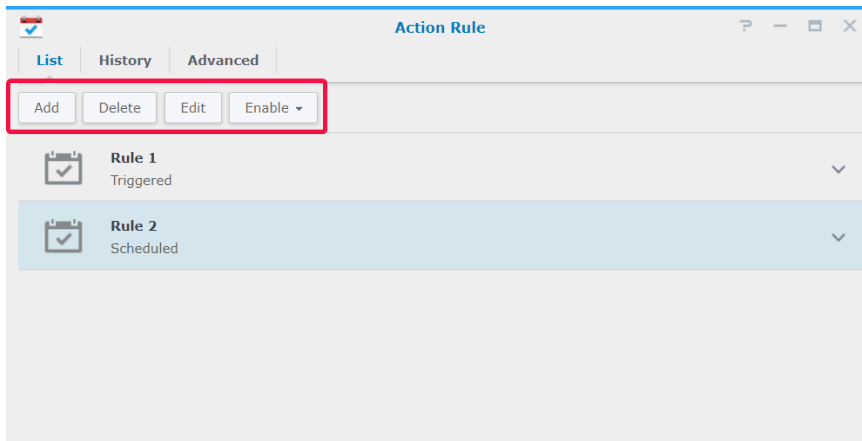 Action Rule
List History Advanced
Add Delete Edit Enable
Rule 1
Triggered
Rule 2
Scheduled